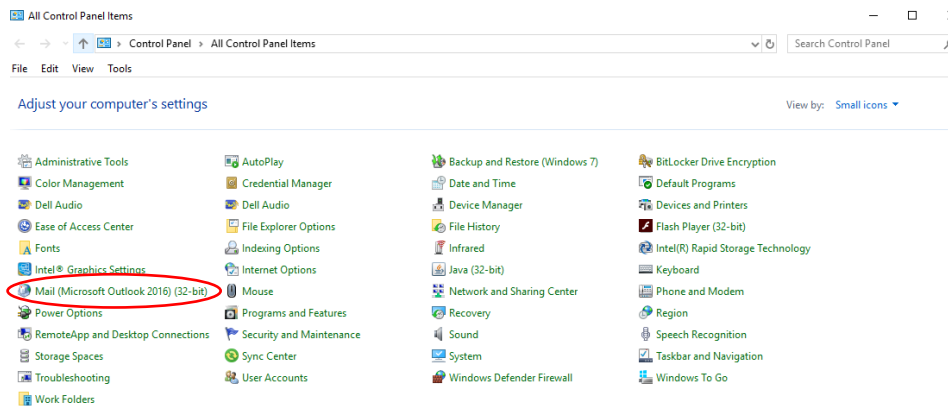 All Control Panel Items
Control Panel > All Control Panel Items Search Control Panel
File Edit View Tools
Adjust your computer's settings View by: Small icons
Administrative Tools AutoPlay Backup and Restore (Windows 7) BitLocker Drive Encryption
Color Management Credential Manager Date and Time Default Programs
Dell Audio Dell Audio Device Manager Devices and Printers
Ease of Access Center File Explorer Options File History Flash Player (32-bit)
Fonts Indexing Options Infrared Intel(R) Rapid Storage Technology
Intel® Graphics Settings Internet Options Java (32-bit) Keyboard
Mail (Microsoft Outlook 2016) (32-bit) Mouse Network and Sharing Center Phone and Modem
Power Options Programs and Features Recovery Region
RemoteApp and Desktop Connections Security and Maintenance Sound Speech Recognition
Storage Spaces Sync Center System Taskbar and Navigation
Troubleshooting User Accounts Windows Defender Firewall Windows To Go
Work Folders